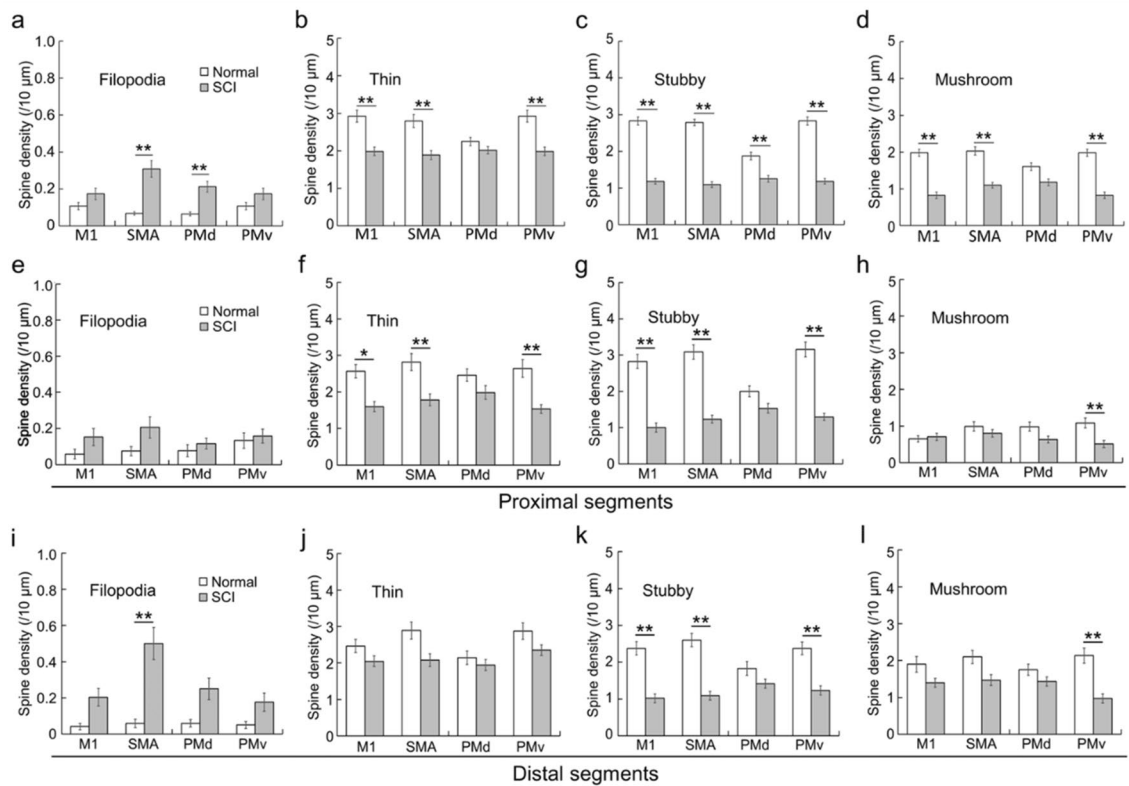 a
b
c
d
Spine density (/10 μm)
1.0
0.8
0.6
0.4
0.2
0
Filopodia
Normal
SCI
**
**
M1 SMA PMd PMv
Spine density (/10 μm)
5
4
3
2
1
0
Thin
** ** **
M1 SMA PMd PMv
Spine density (/10 μm)
5
4
3
2
1
0
Stubby
** ** ** **
M1 SMA PMd PMv
Spine density (/10 μm)
5
4
3
2
1
0
Mushroom
** ** **
M1 SMA PMd PMv
e
f
g
h
Spine density (/10 μm)
1.0
0.8
0.6
0.4
0.2
0
Filopodia
Normal
SCI
M1 SMA PMd PMv
Spine density (/10 μm)
5
4
3
2
1
0
Thin
* ** **
M1 SMA PMd PMv
Spine density (/10 μm)
5
4
3
2
1
0
Stubby
** ** **
M1 SMA PMd PMv
Spine density (/10 μm)
5
4
3
2
1
0
Mushroom
**
M1 SMA PMd PMv
Proximal segments
i
j
k
l
Spine density (/10 μm)
1.0
0.8
0.6
0.4
0.2
0
Filopodia
Normal
SCI
**
M1 SMA PMd PMv
Spine density (/10 μm)
5
4
3
2
1
0
Thin
M1 SMA PMd PMv
Spine density (/10 μm)
5
4
3
2
1
0
Stubby
** ** **
M1 SMA PMd PMv
Spine density (/10 μm)
5
4
3
2
1
0
Mushroom
**
M1 SMA PMd PMv
Distal segments